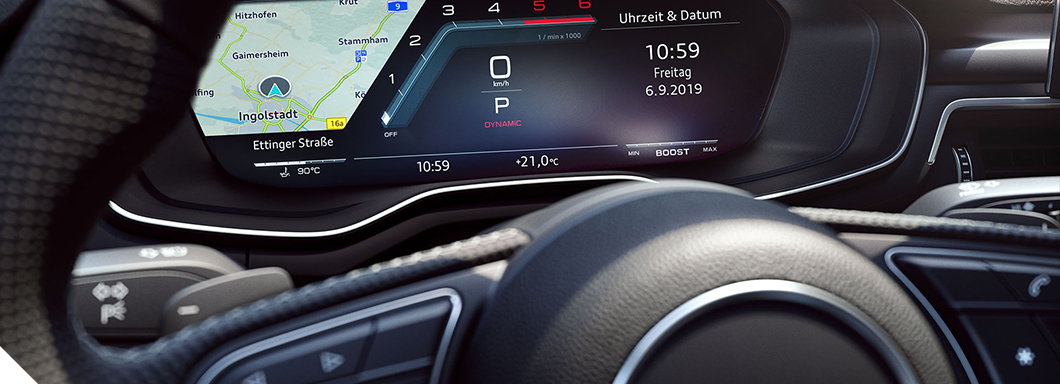 Hitzhofen
Krut
9
Gaimersheim
Stammham
Kö
Ingolstadt
16a
Ettinger Straße
90°C
1
2
3
4
5
6
1 / min x 1000
OFF
0
km/h
P
DYNAMIC
10:59
+21,0°C
Uhrzeit & Datum
10:59
Freitag
6.9.2019
MIN BOOST MAX
P